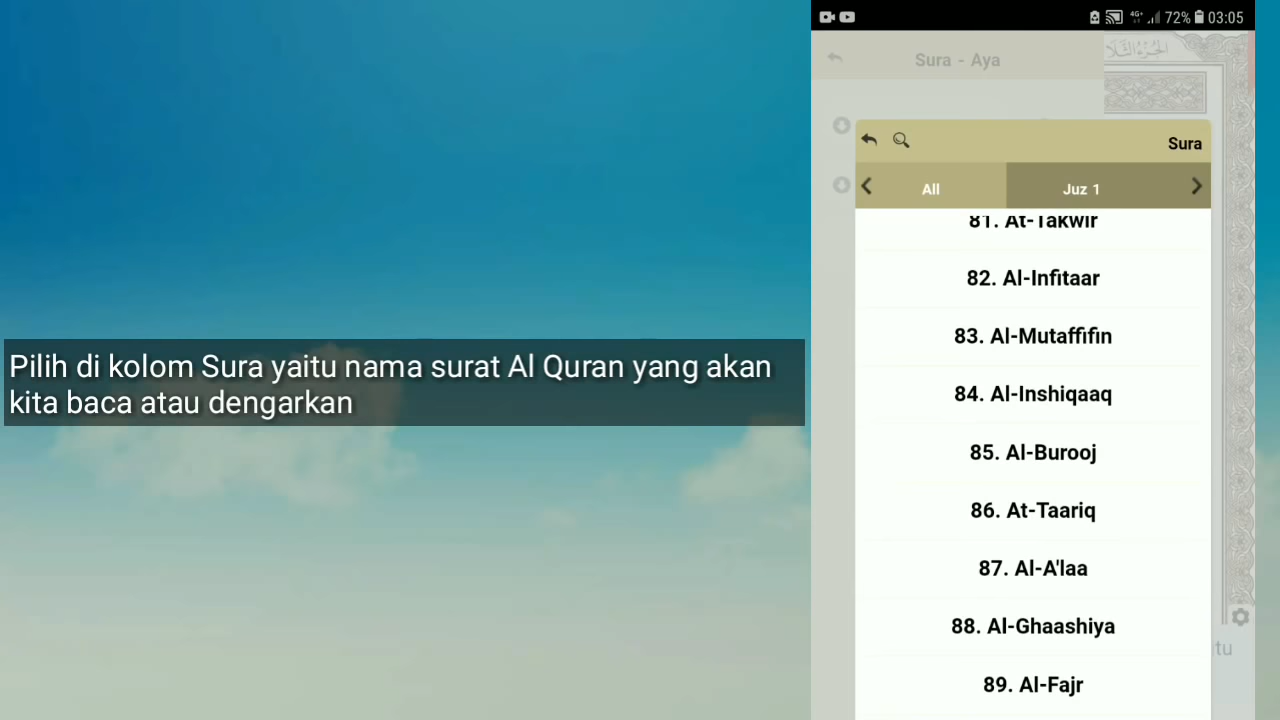 Pilih di kolom Sura yaitu nama surat Al Quran yang akan
kita baca atau dengarkan
4G+ 72% 03:05
Sura - Aya
Sura
All
Juz 1
81. At-Takwir
82. Al-Infitaar
83. Al-Mutaffifin
84. Al-Inshiqaaq
85. Al-Burooj
86. At-Taariq
87. Al-A'laa
88. Al-Ghaashiya
89. Al-Fajr
tu